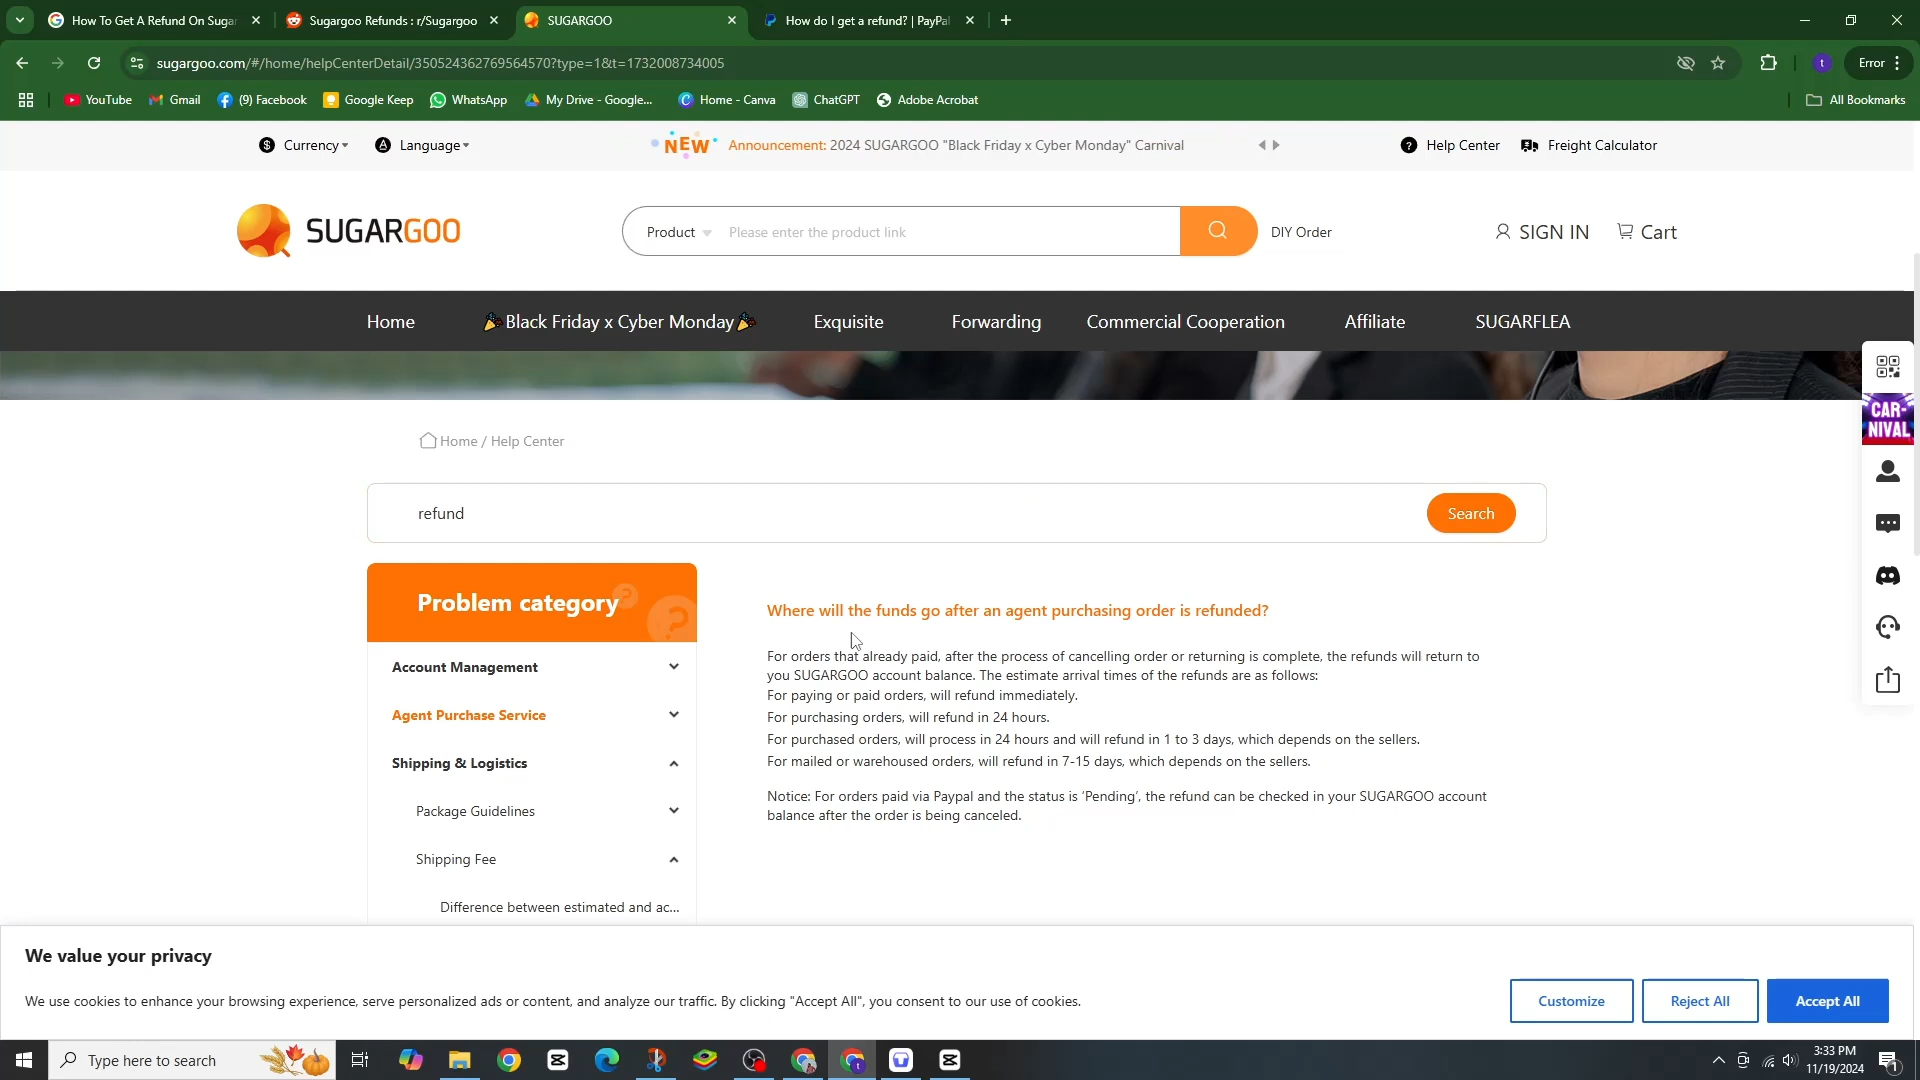 How To Get A Refund On Sugar
Sugargoo Refunds : r/Sugargoo
SUGARGOO
How do I get a refund? | PayPal
sugargoo.com/#/home/helpCenterDetail/350524362769564570?type=1&t=1732008734005
t
Error
YouTube
Gmail
(9) Facebook
Google Keep
WhatsApp
My Drive - Google...
Home - Canva
ChatGPT
Adobe Acrobat
All Bookmarks
Currency
Language
NEW
Announcement: 2024 SUGARGOO "Black Friday x Cyber Monday" Carnival
Help Center
Freight Calculator
SUGARGOO
Product
Please enter the product link
DIY Order
SIGN IN
Cart
Home
Black Friday x Cyber Monday
Exquisite
Forwarding
Commercial Cooperation
Affiliate
SUGARFLEA
CAR-
NIVAL
Home / Help Center
refund
Search
Problem category
Account Management
Agent Purchase Service
Shipping & Logistics
Package Guidelines
Shipping Fee
Difference between estimated and ac...
Where will the funds go after an agent purchasing order is refunded?
For orders that already paid, after the process of cancelling order or returning is complete, the refunds will return to
you SUGARGOO account balance. The estimate arrival times of the refunds are as follows:
For paying or paid orders, will refund immediately.
For purchasing orders, will refund in 24 hours.
For purchased orders, will process in 24 hours and will refund in 1 to 3 days, which depends on the sellers.
For mailed or warehoused orders, will refund in 7-15 days, which depends on the sellers.
Notice: For orders paid via Paypal and the status is ‘Pending’, the refund can be checked in your SUGARGOO account
balance after the order is being canceled.
We value your privacy
We use cookies to enhance your browsing experience, serve personalized ads or content, and analyze our traffic. By clicking "Accept All", you consent to our use of cookies.
Customize
Reject All
Accept All
Type here to search
3:33 PM
11/19/2024
1